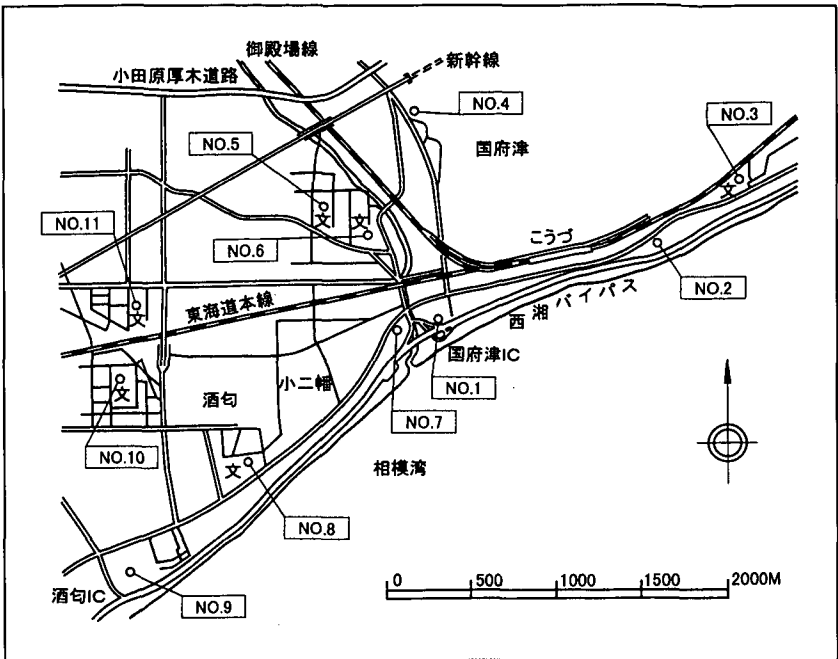 御殿場線
新幹線
小田原厚木道路
NO.4
NO.3
NO.5
国府津
文
NO.11
文
文
NO.6
こうづ
NO.2
文
東海道本線
西湘バイパス
国府津IC
小二幡
NO.1
酒匂
文
NO.7
NO.10
相模湾
文
NO.8
酒匂IC
NO.9
0 500 1000 1500 2000M